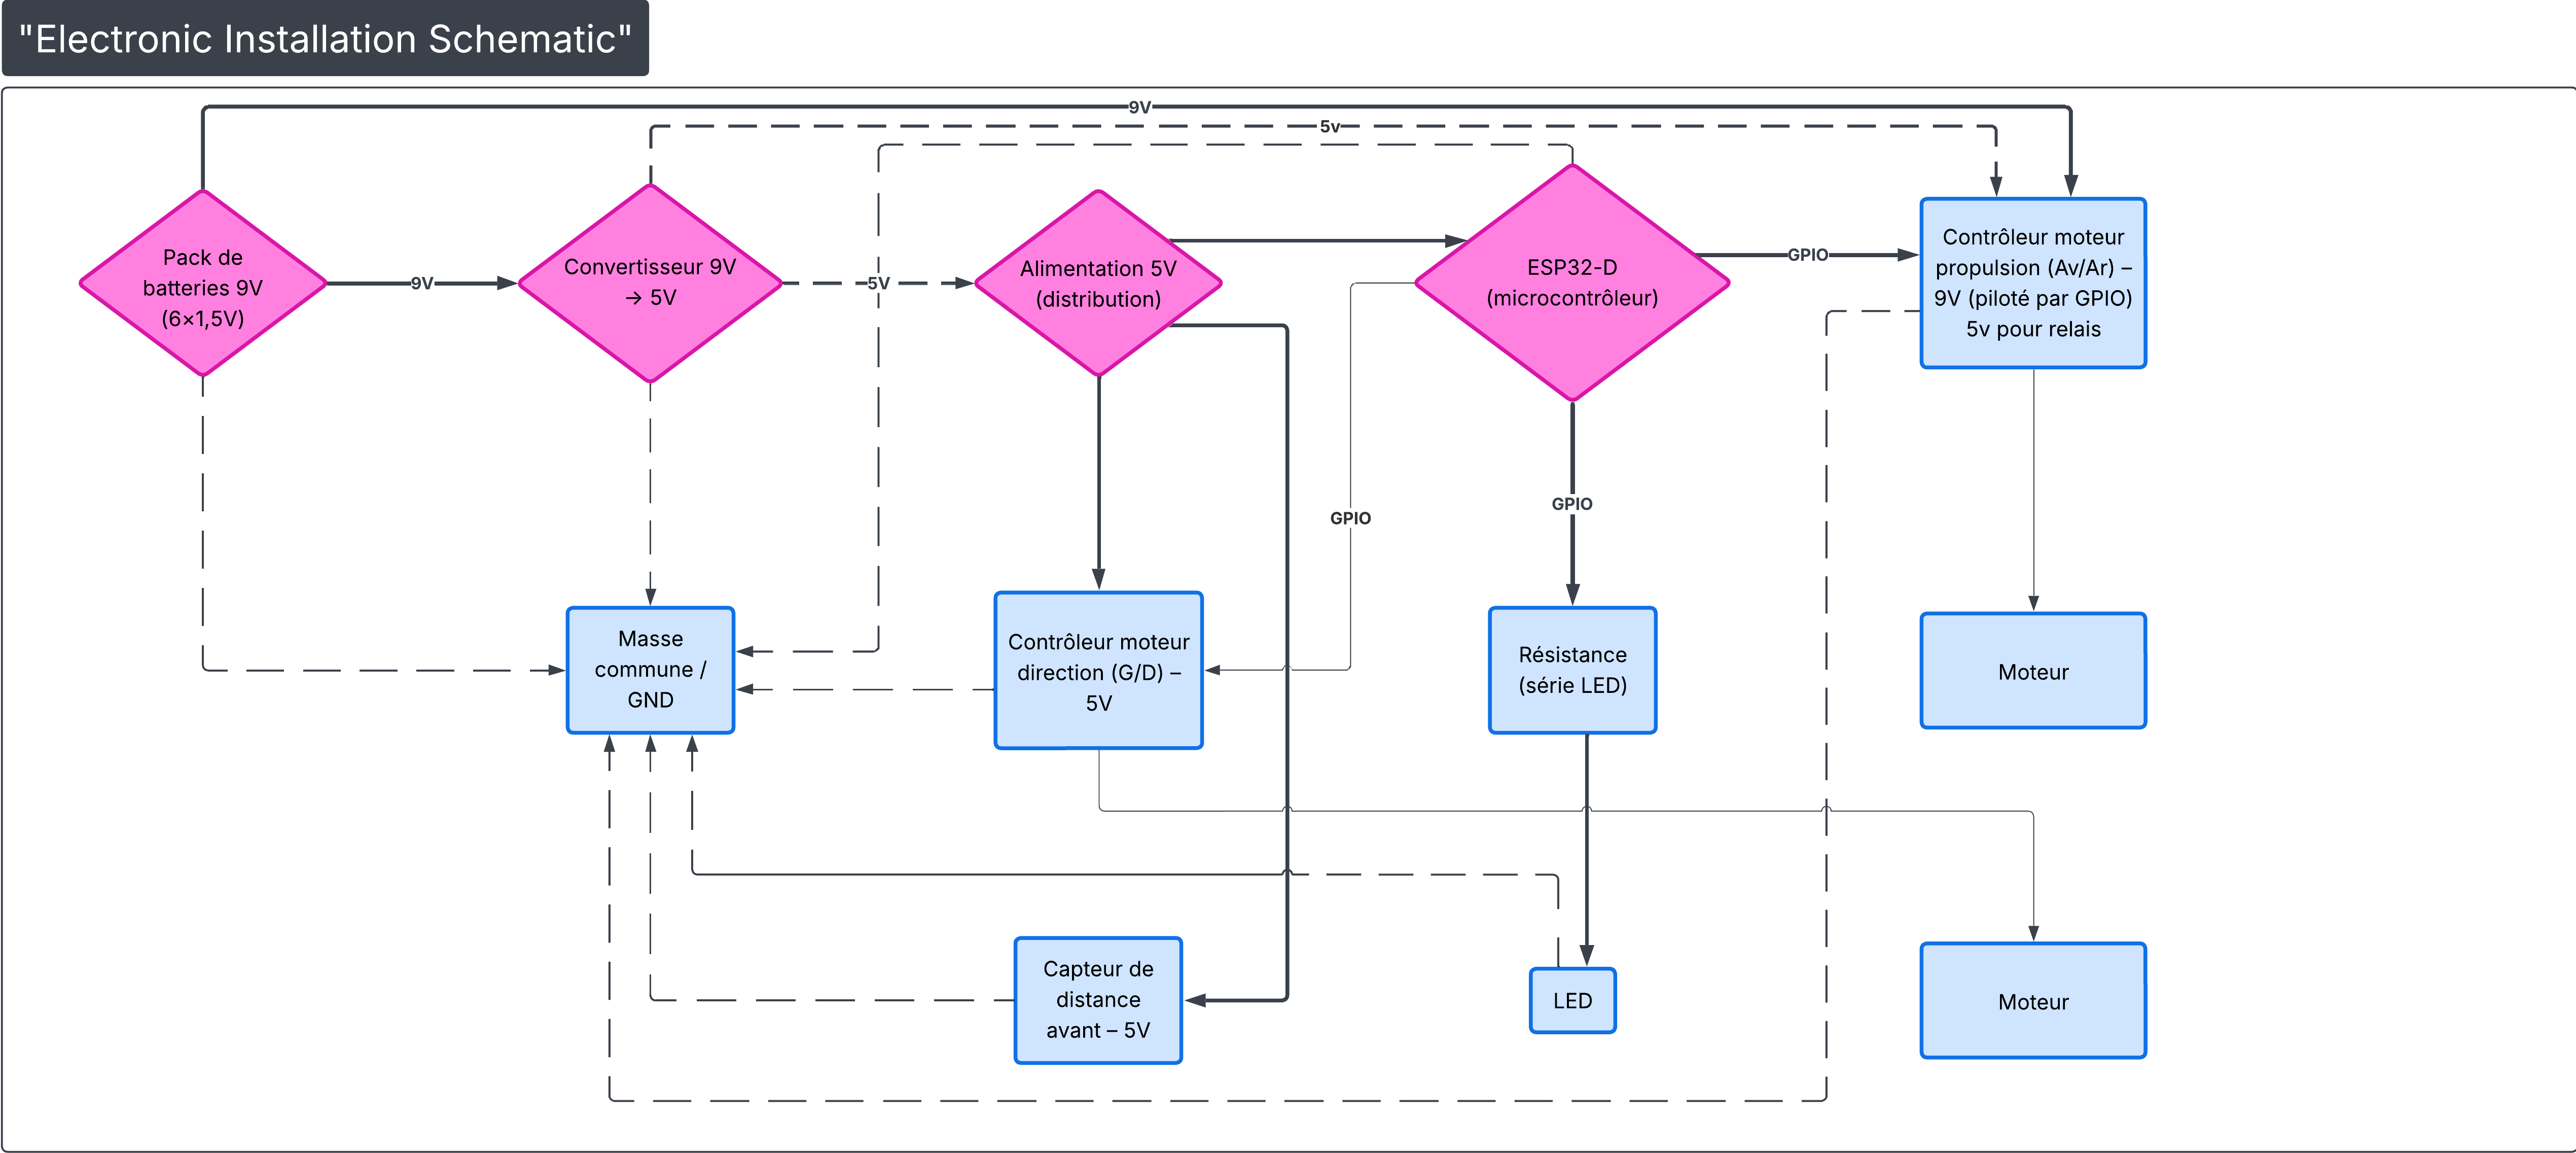 "Electronic Installation Schematic"
9V
5v
Pack de
batteries 9V
(6×1,5V)
9V
Convertisseur 9V
→ 5V
5V
Alimentation 5V
(distribution)
ESP32-D
(microcontrôleur)
GPIO
Contrôleur moteur
propulsion (Av/Ar) –
9V (piloté par GPIO)
5v pour relais
GPIO
GPIO
Masse
commune /
GND
Contrôleur moteur
direction (G/D) –
5V
Résistance
(série LED)
Moteur
Capteur de
distance
avant – 5V
LED
Moteur